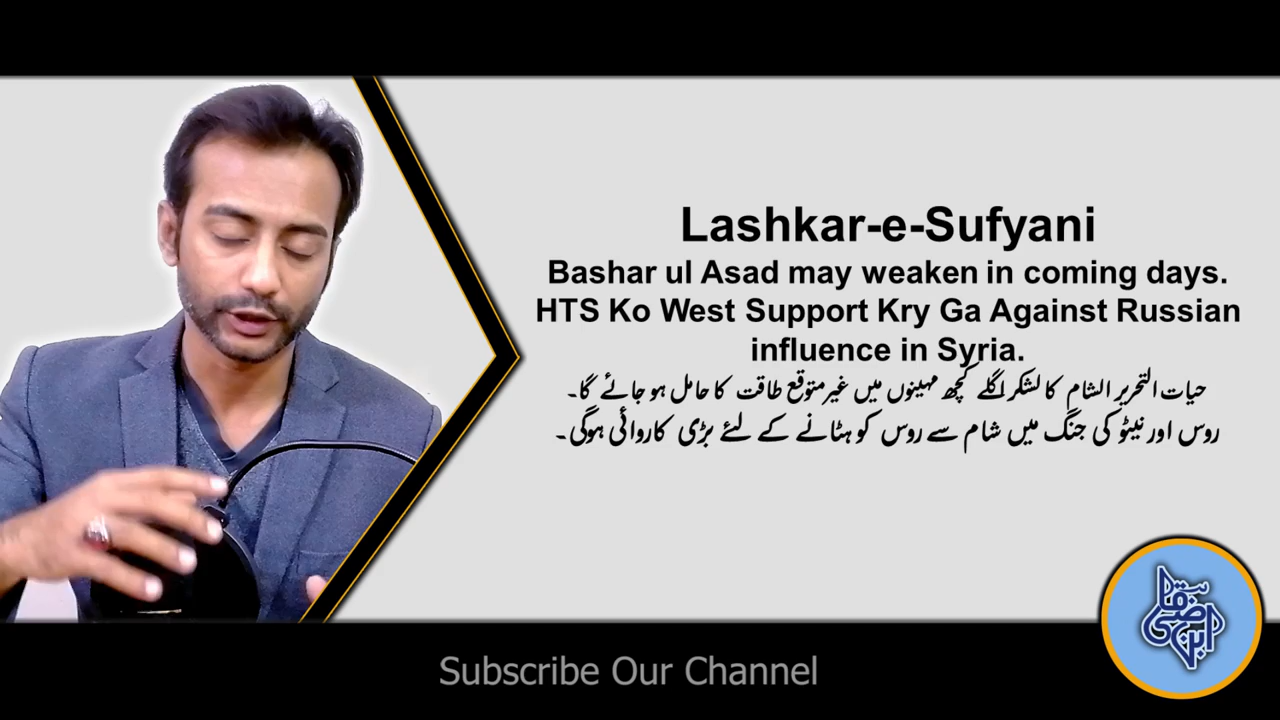 Lashkar-e-Sufyani
Bashar ul Asad may weaken in coming days.
HTS Ko West Support Kry Ga Against Russian
influence in Syria.
حیات التحریر الشام کا لشکر اگلے کچھ مہینوں میں غیر متوقع طاقت کا حامل ہو جائے گا۔
روس اور نیٹو کی جنگ میں شام سے روس کو ہٹانے کے لئے بڑی کاروائی ہوگی۔
Subscribe Our Channel